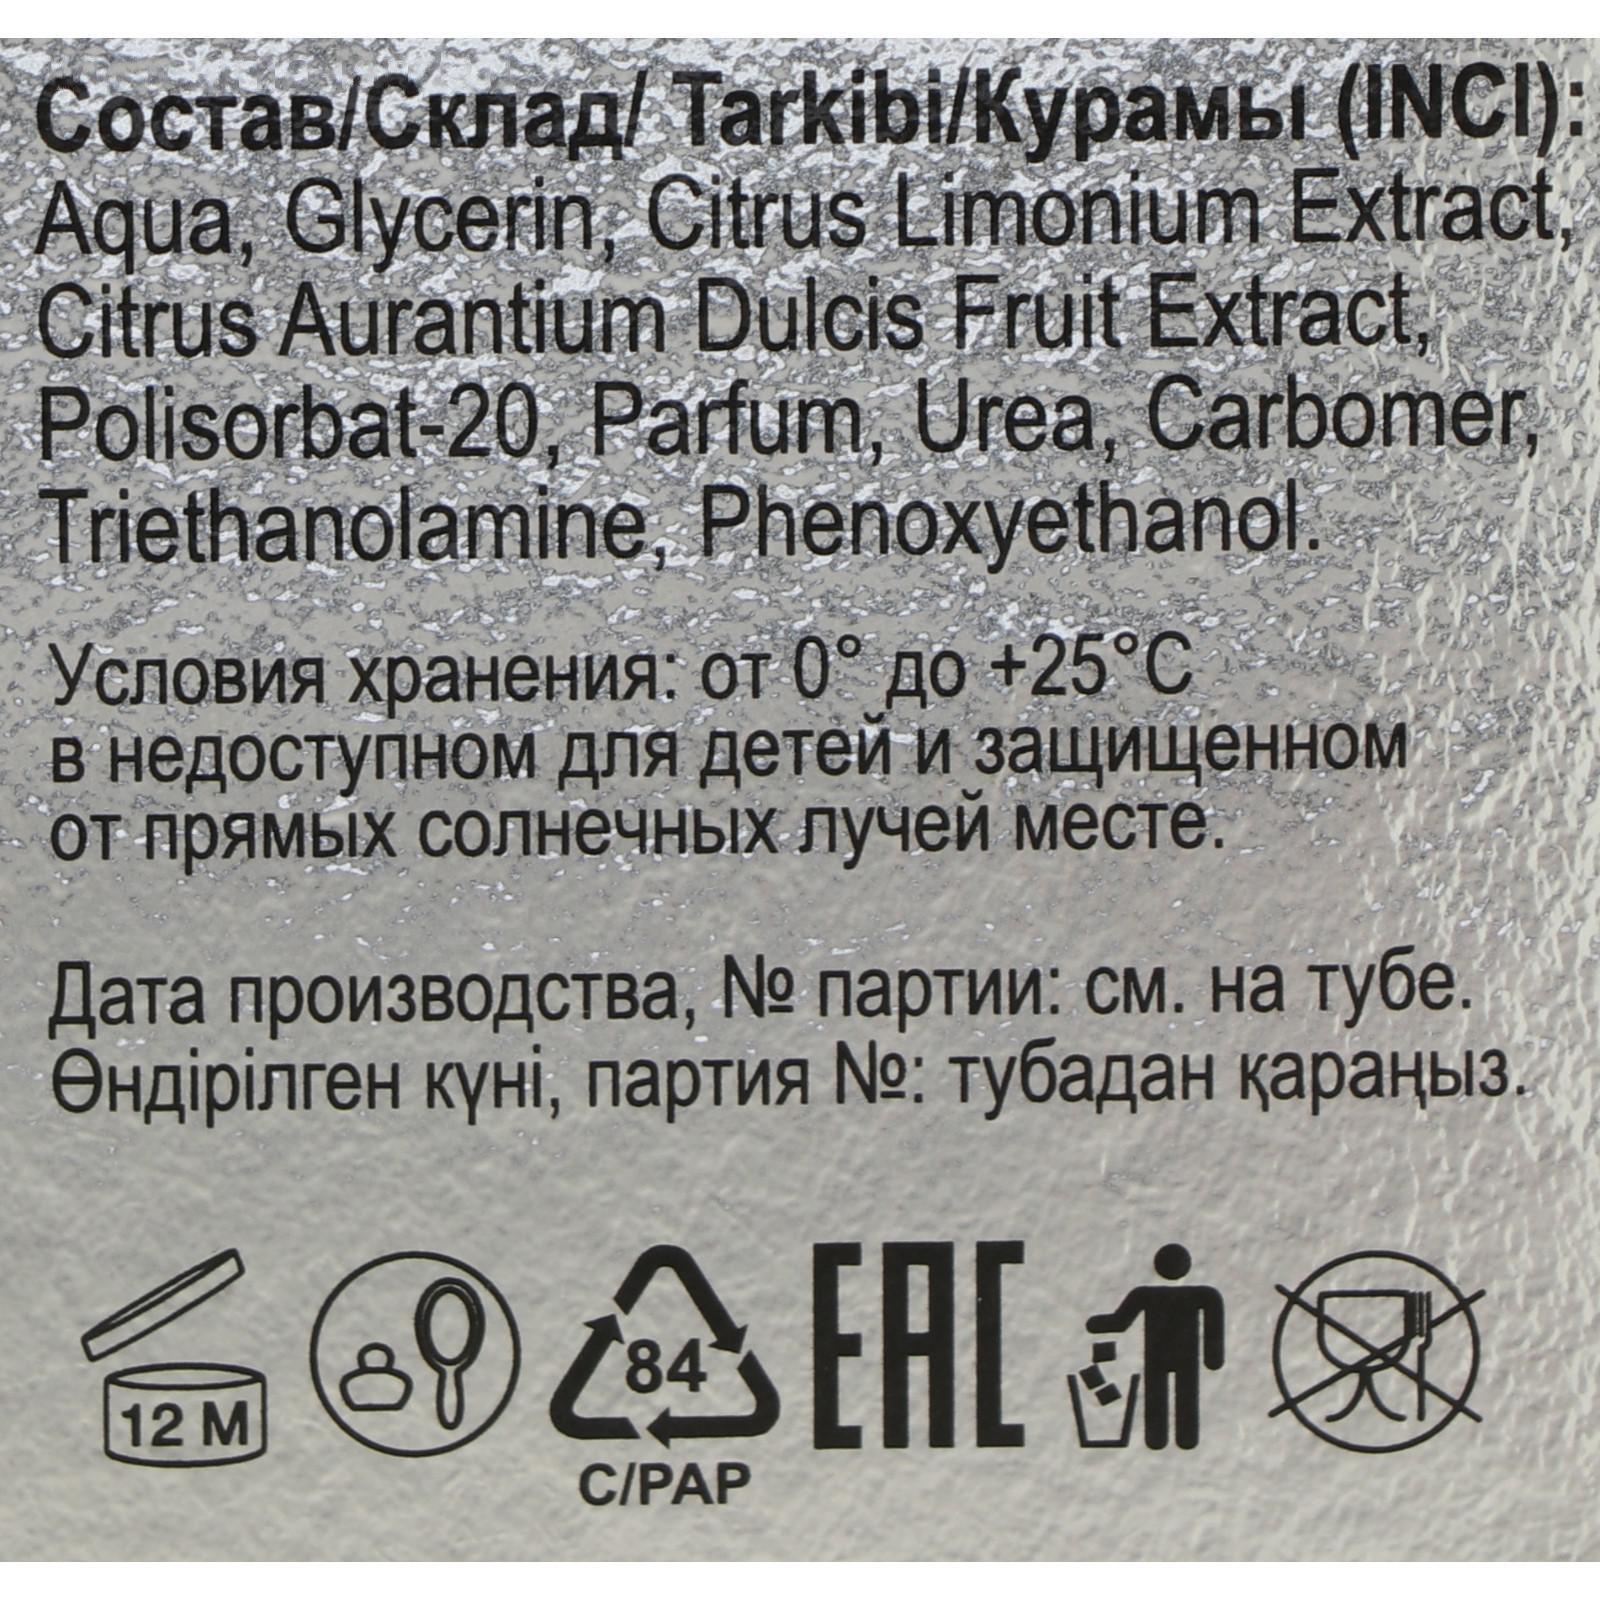 Состав/Склад/ Tarkibi/Курамы (INCI):
Aqua, Glycerin, Citrus Limonium Extract,
Citrus Aurantium Dulcis Fruit Extract,
Polisorbat-20, Parfum, Urea, Carbomer,
Triethanolamine, Phenoxyethanol.
Условия хранения: от 0° до +25°С
в недоступном для детей и защищенном
от прямых солнечных лучей месте.
Дата производства, № партии: см. на тубе.
Өндірілген күні, партия №: тубадан қараңыз.
12 M
84
C/PAP
EAC